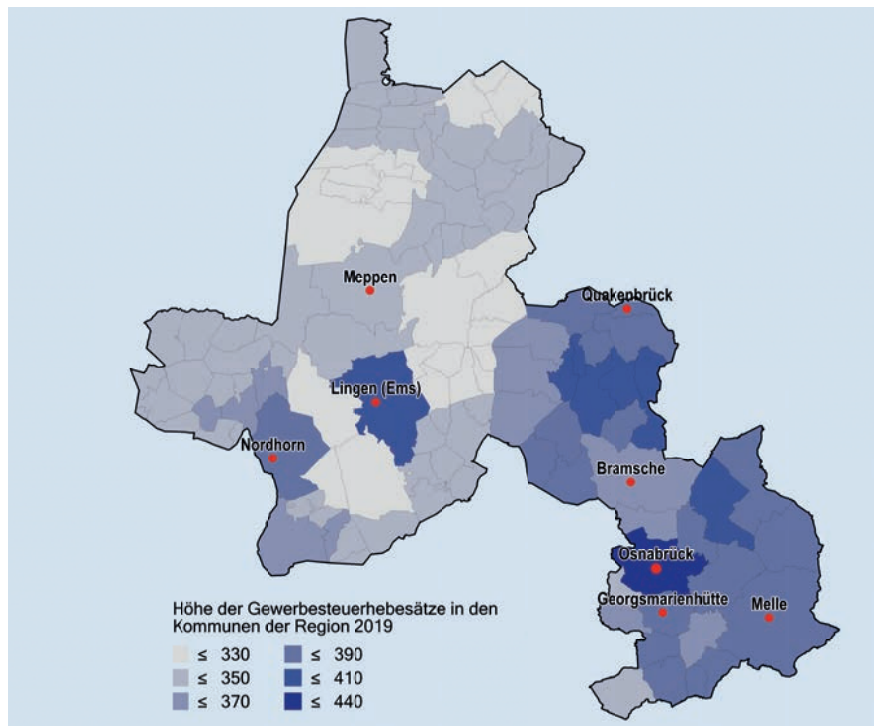 Meppen
Quakenbrück
Lingen (Ems)
Nordhorn
Bramsche
Osnabrück
Georgsmarienhütte
Melle
Höhe der Gewerbesteuerhebesätze in den
Kommunen der Region 2019
≤ 330
≤ 390
≤ 350
≤ 410
≤ 370
≤ 440